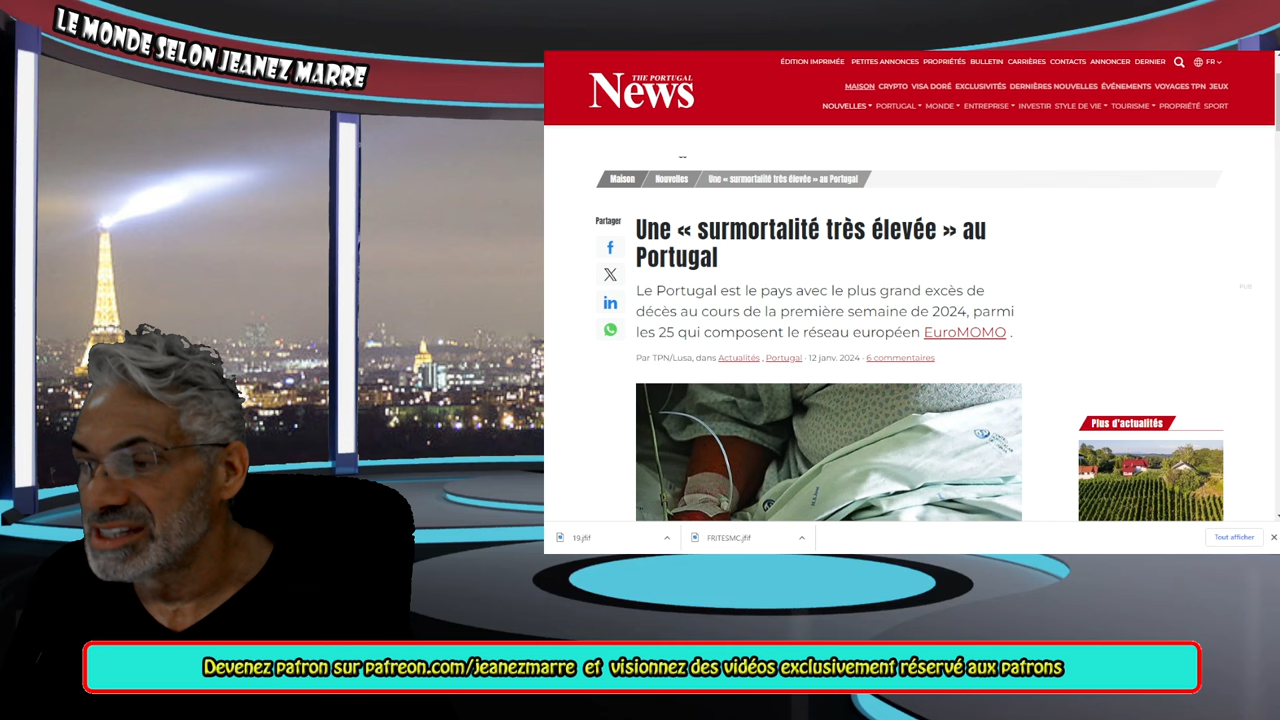 LE MONDE SELON JEANEZ MARRE
ÉDITION IMPRIMÉE PETITES ANNONCES PROPRIÉTÉS BULLETIN CARRIÈRES CONTACTS ANNONCER DERNIER FR
THE PORTUGAL
News
MAISON CRYPTO VISA DORÉ EXCLUSIVITÉS DERNIÈRES NOUVELLES ÉVÉNEMENTS VOYAGES TPN JEUX
NOUVELLES PORTUGAL MONDE ENTREPRISE INVESTIR STYLE DE VIE TOURISME PROPRIÉTÉ SPORT
Maison Nouvelles Une « surmortalité très élevée » au Portugal
Partager
Une « surmortalité très élevée » au
Portugal
Le Portugal est le pays avec le plus grand excès de
décès au cours de la première semaine de 2024, parmi
les 25 qui composent le réseau européen EuroMOMO .
Par TPN/Lusa, dans Actualités , Portugal · 12 janv. 2024 · 6 commentaires
PUB
Plus d'actualités
19.jfif
FRITESMC.jfif
Tout afficher
Devenez patron sur patreon.com/jeanezmarre et visionnez des vidéos exclusivement réservé aux patrons